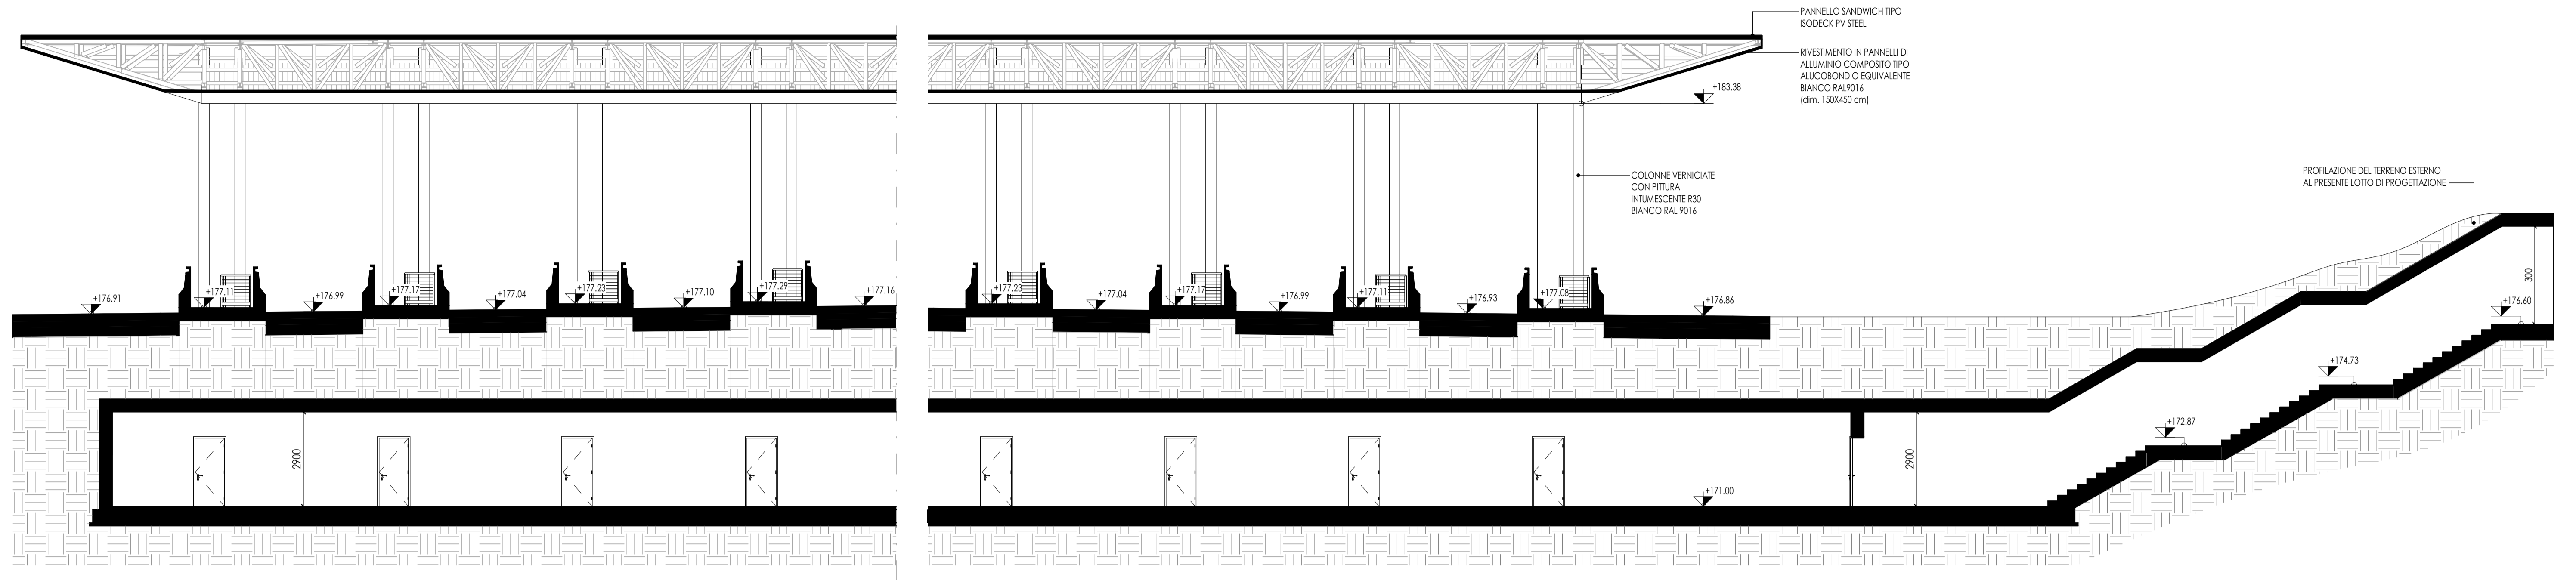 PANNELLO SANDWICH TIPO
ISODECK PV STEEL
RIVESTIMENTO IN PANNELLI DI
ALLUMINIO COMPOSITO TIPO
ALUCOBOND O EQUIVALENTE
BIANCO RAL9016
(dim. 150X450 cm)
+183.38
COLONNE VERNICIATE
CON PITTURA
INTUMESCENTE R30
BIANCO RAL 9016
PROFILAZIONE DEL TERRENO ESTERNO
AL PRESENTE LOTTO DI PROGETTAZIONE
+176.91
+177.11
+176.99
+177.17
+177.04
+177.23
+177.10
+177.29
+177.16
+177.23
+177.04
+177.17
+176.99
+177.11
+176.93
+177.08
+176.86
300
+176.60
+174.73
+172.87
2900
2900
+171.00